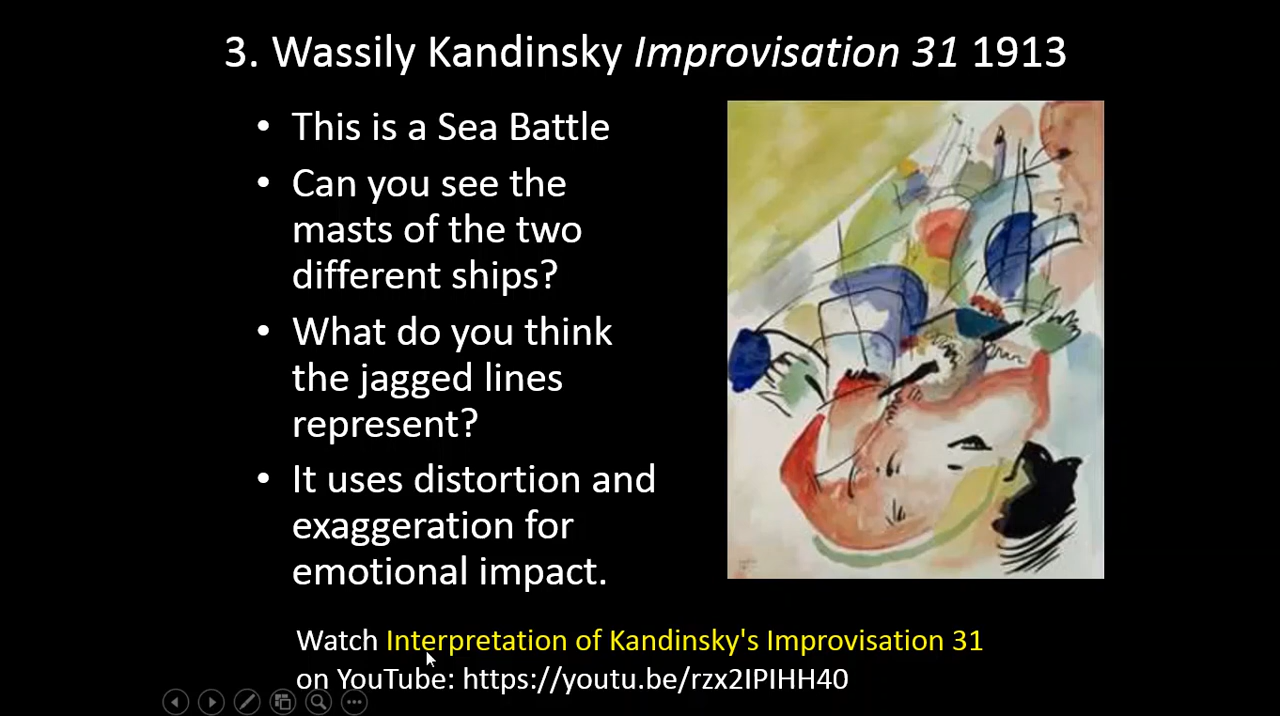 3. Wassily Kandinsky Improvisation 31 1913
• This is a Sea Battle
• Can you see the
masts of the two
different ships?
• What do you think
the jagged lines
represent?
• It uses distortion and
exaggeration for
emotional impact.
Watch Interpretation of Kandinsky's Improvisation 31
on YouTube: https://youtu.be/rzx2IPIHH40